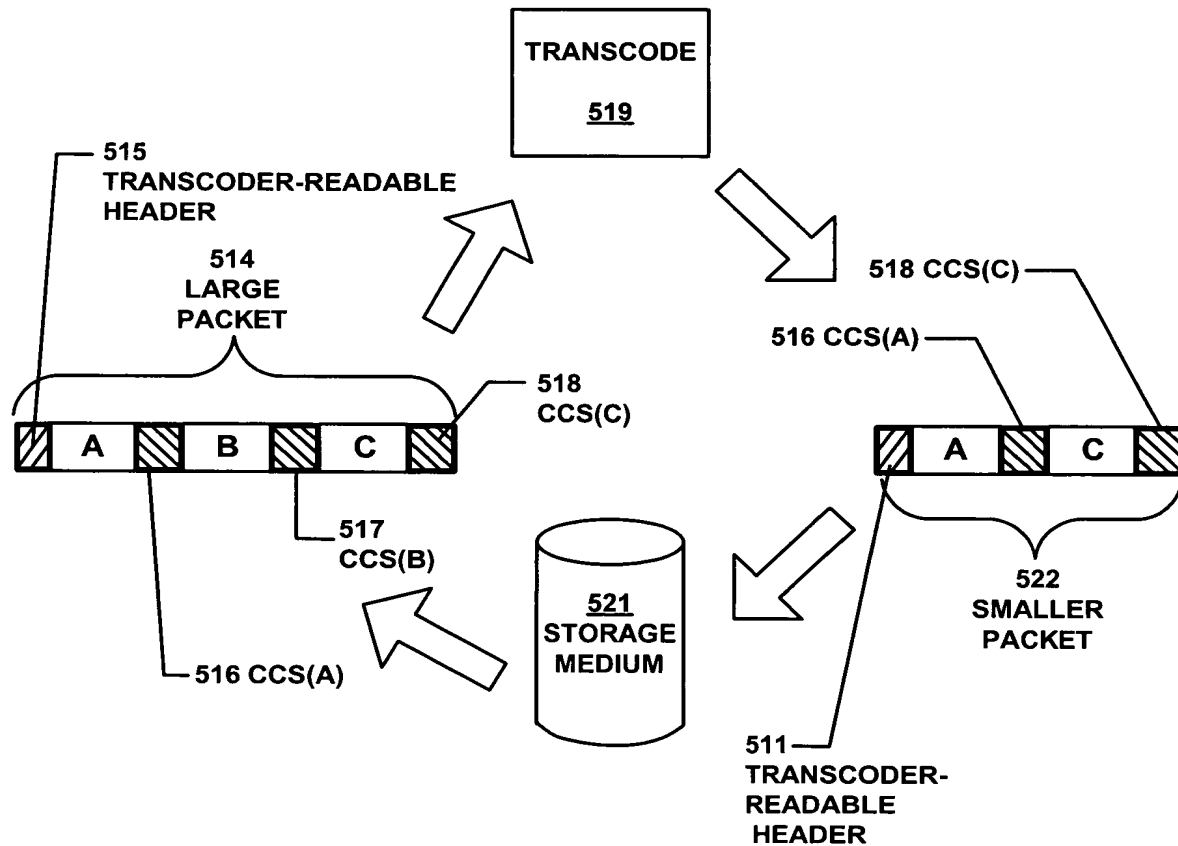 TRANSCODE
519
515
TRANSCODER-READABLE
HEADER
514
LARGE
PACKET
518 CCS(C)
516 CCS(A)
518
CCS(C)
A
B
C
A
C
517
CCS(B)
516 CCS(A)
521
STORAGE
MEDIUM
522
SMALLER
PACKET
511
TRANSCODER-
READABLE
HEADER